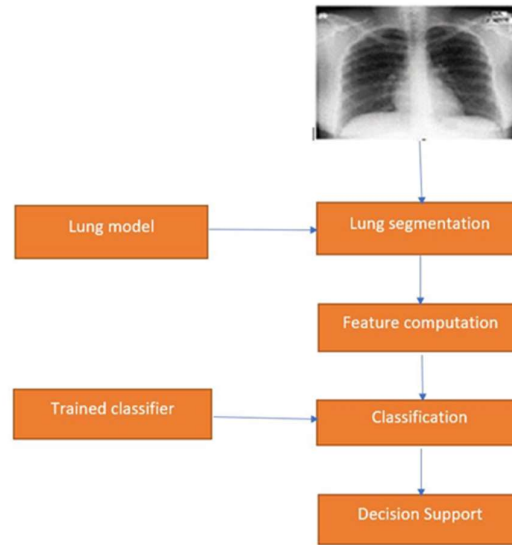 Lung model
Lung segmentation
Feature computation
Trained classifier
Classification
Decision Support